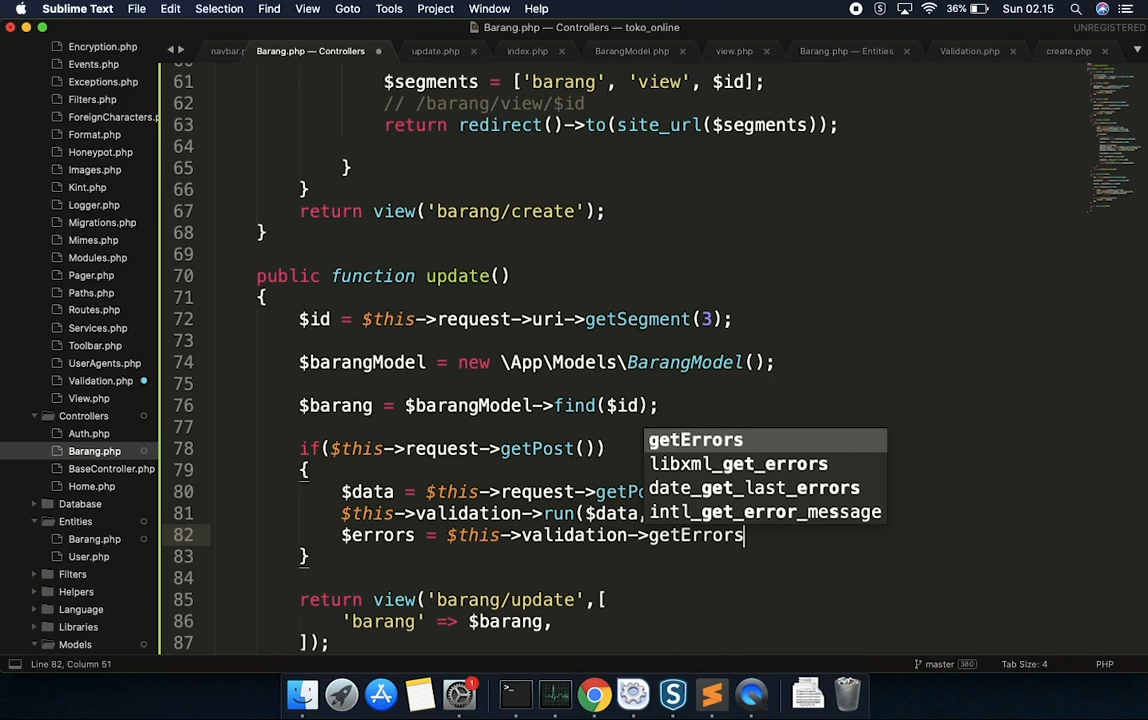 Sublime Text File Edit Selection Find View Goto Tools Project Window Help 36% Sun 02.15
Barang.php — Controllers — toko_online UNREGISTERED
navbar.p Barang.php — Controllers update.php index.php BarangModel.php view.php Barang.php — Entities Validation.php create.php
Encryption.php
Events.php
Exceptions.php
Filters.php
ForeignCharacters.p
Format.php
Honeypot.php
Images.php
Kint.php
Logger.php
Migrations.php
Mimes.php
Modules.php
Pager.php
Paths.php
Routes.php
Services.php
Toolbar.php
UserAgents.php
Validation.php
View.php
Controllers
Auth.php
Barang.php
BaseController.php
Home.php
Database
Entities
Barang.php
User.php
Filters
Helpers
Language
Libraries
Models
61 $segments = ['barang', 'view', $id];
62 // /barang/view/$id
63 return redirect()->to(site_url($segments));
64
65 }
66 }
67 return view('barang/create');
68 }
69
70 public function update()
71 {
72 $id = $this->request->uri->getSegment(3);
73
74 $barangModel = new \App\Models\BarangModel();
75
76 $barang = $barangModel->find($id);
77
78 if($this->request->getPost())
79 {
80 $data = $this->request->getPo
81 $this->validation->run($data,
82 $errors = $this->validation->getErrors
83 }
84
85 return view('barang/update',[
86 'barang' => $barang,
87 ]);
getErrors
libxml_get_errors
date_get_last_errors
intl_get_error_message
Line 82, Column 51 master 380 Tab Size: 4 PHP
1